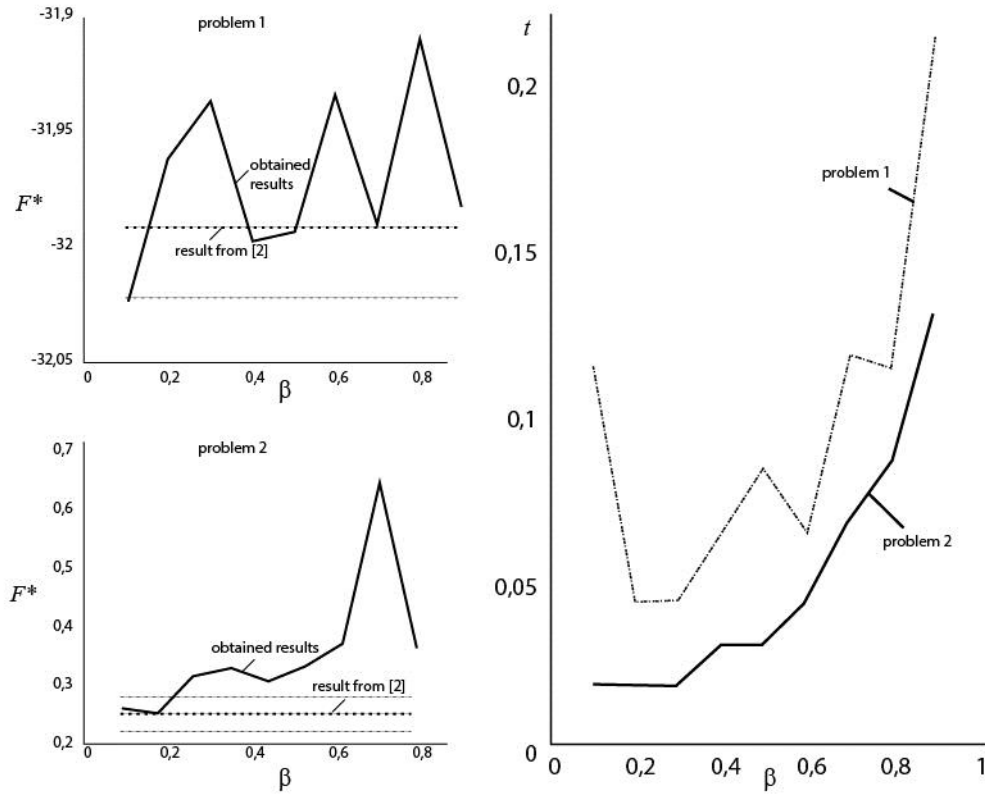 problem 1
-31,9
-31,95
F*
-32
-32,05
obtained
results
result from [2]
0
0,2
0,4
0,6
0,8
β
problem 2
0,7
0,6
0,5
F*
0,4
0,3
0,2
obtained results
result from [2]
0
0,2
0,4
0,6
0,8
β
t
0,2
0,15
0,1
0,05
0
problem 1
problem 2
0,2
0,4
0,6
0,8
1
β